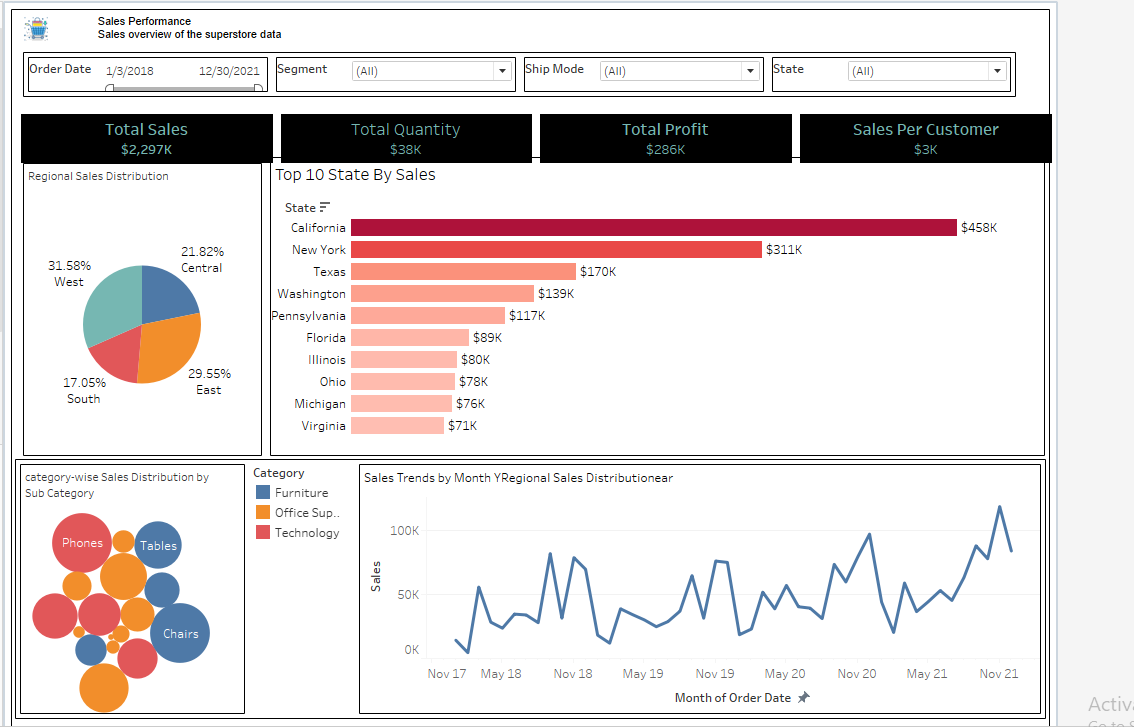 Sales Performance
Sales overview of the superstore data
Order Date 1/3/2018 12/30/2021 Segment (All) Ship Mode (All) State (All)
Total Sales Total Quantity Total Profit Sales Per Customer
$2,297K $38K $286K $3K
Regional Sales Distribution
21.82%
Central
31.58%
West
29.55%
East
17.05%
South
Top 10 State By Sales
State
California $458K
New York $311K
Texas $170K
Washington $139K
Pennsylvania $117K
Florida $89K
Illinois $80K
Ohio $78K
Michigan $76K
Virginia $71K
category-wise Sales Distribution by
Sub Category
Phones
Tables
Chairs
Category
Furniture
Office Sup..
Technology
Sales Trends by Month YRegional Sales Distributionear
Sales
100K
50K
0K
Nov 17 May 18 Nov 18 May 19 Nov 19 May 20 Nov 20 May 21 Nov 21
Month of Order Date
Activ